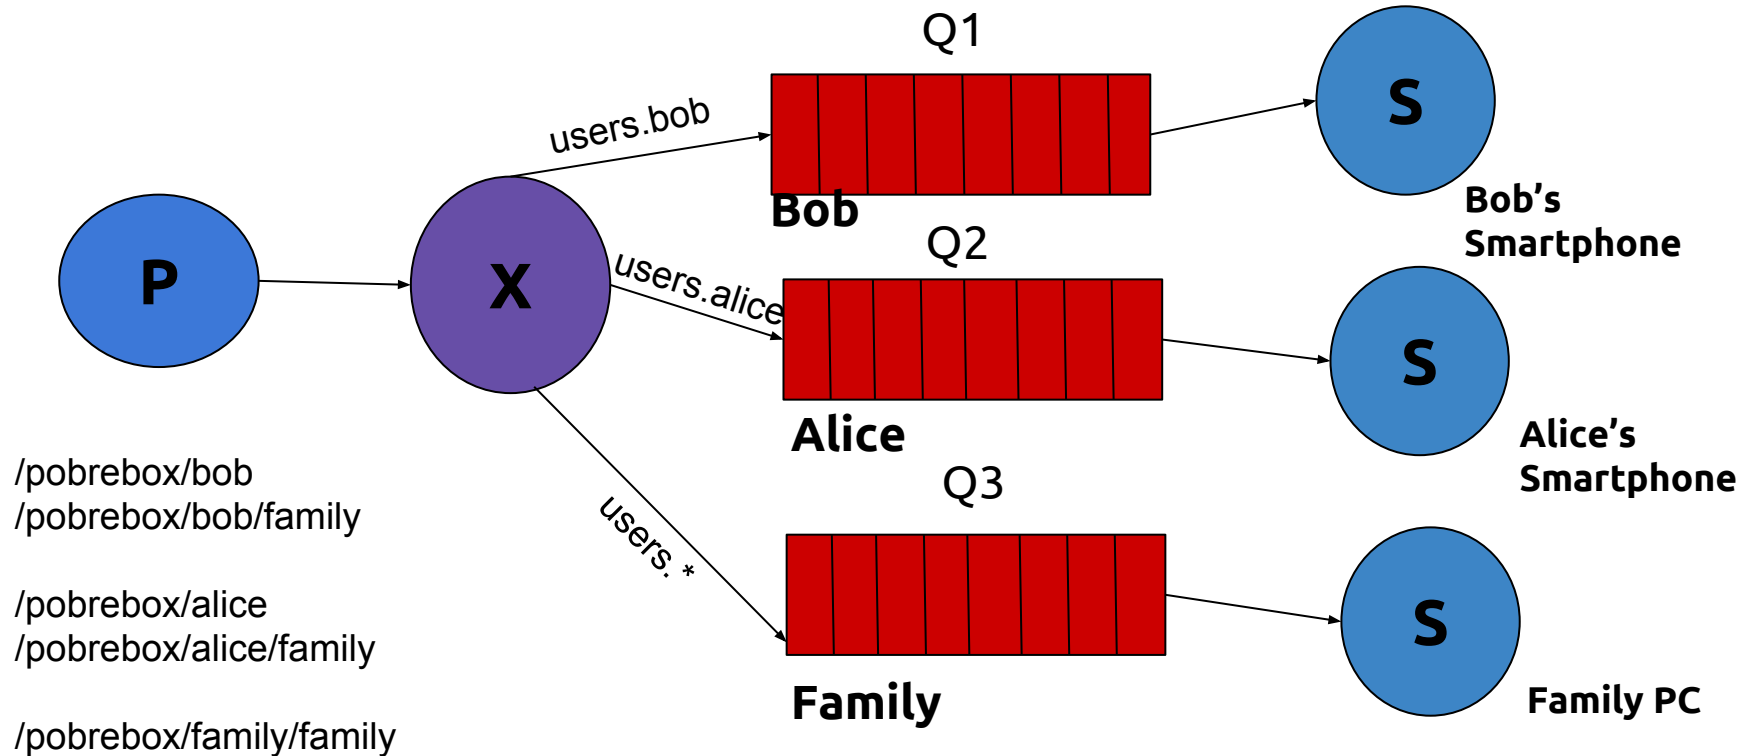 Q1
users.bob
S
Bob
Bob's
Smartphone
P
X
users.alice
Q2
S
Alice
Alice's
Smartphone
/pobrebox/bob
/pobrebox/bob/family
/pobrebox/alice
/pobrebox/alice/family
/pobrebox/family/family
users.*
Q3
S
Family
Family PC